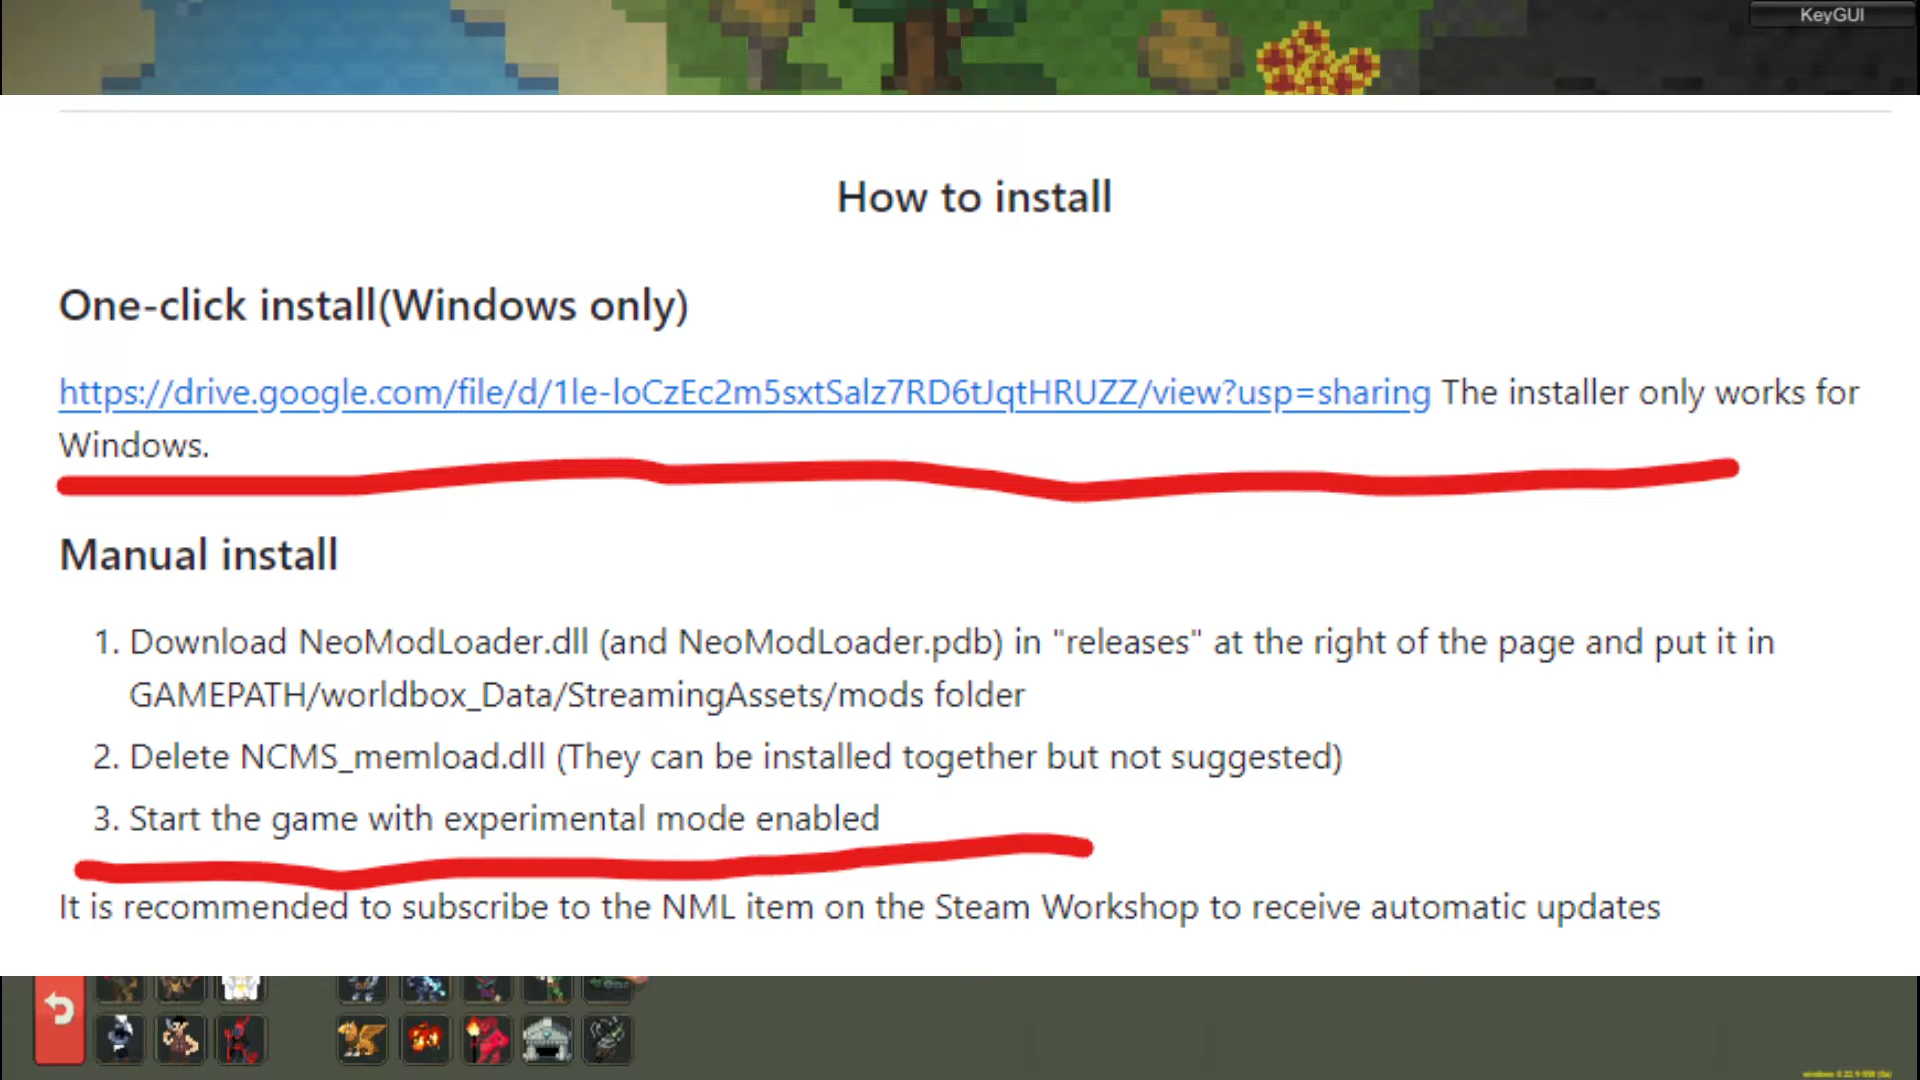 KeyGUI
How to install
One-click install(Windows only)
https://drive.google.com/file/d/1le-loCzEc2m5sxtSalz7RD6tJqtHRUZZ/view?usp=sharing The installer only works for
Windows.
Manual install
1. Download NeoModLoader.dll (and NeoModLoader.pdb) in "releases" at the right of the page and put it in
GAMEPATH/worldbox_Data/StreamingAssets/mods folder
2. Delete NCMS_memload.dll (They can be installed together but not suggested)
3. Start the game with experimental mode enabled
It is recommended to subscribe to the NML item on the Steam Workshop to receive automatic updates